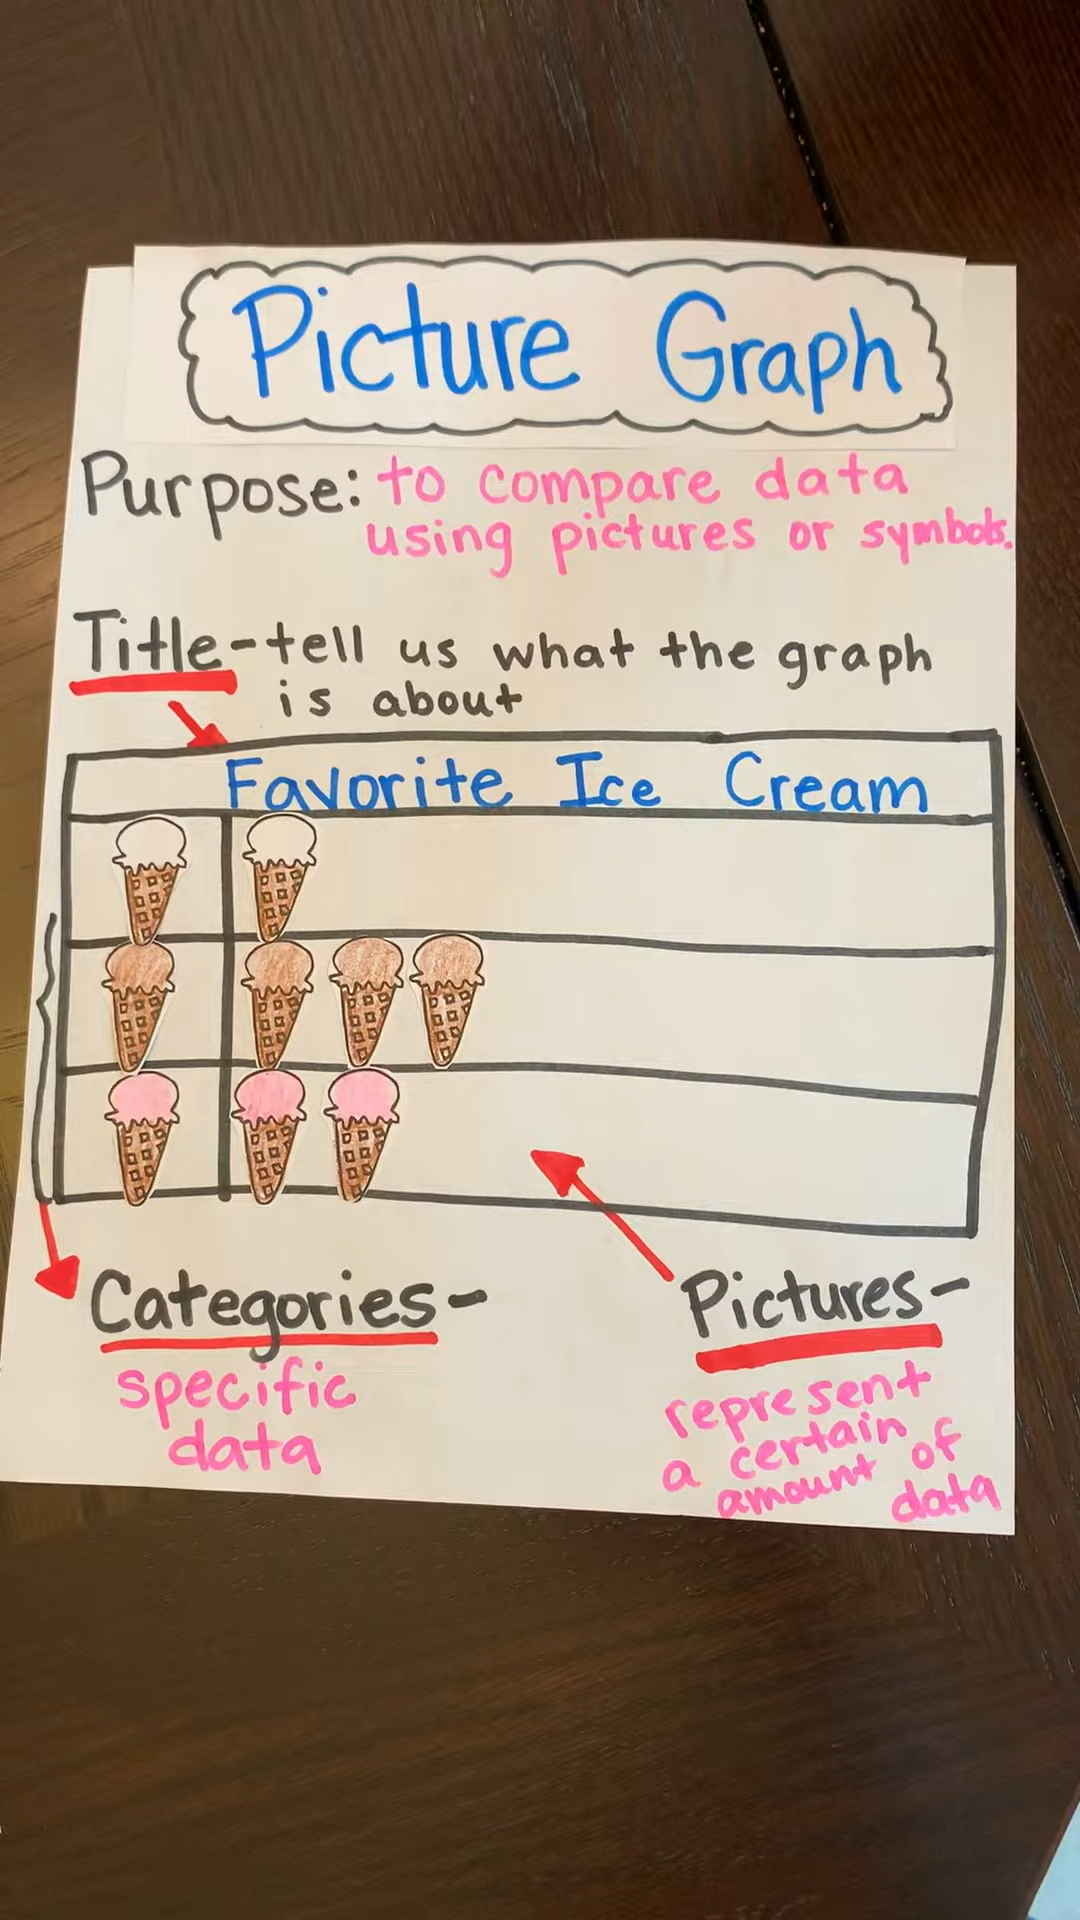 Picture Graph
Purpose: to compare data
using pictures or symbols.
Title-tell us what the graph
is about
Favorite Ice Cream
Categories-
specific
data
Pictures-
represent
a certain
amount of
data